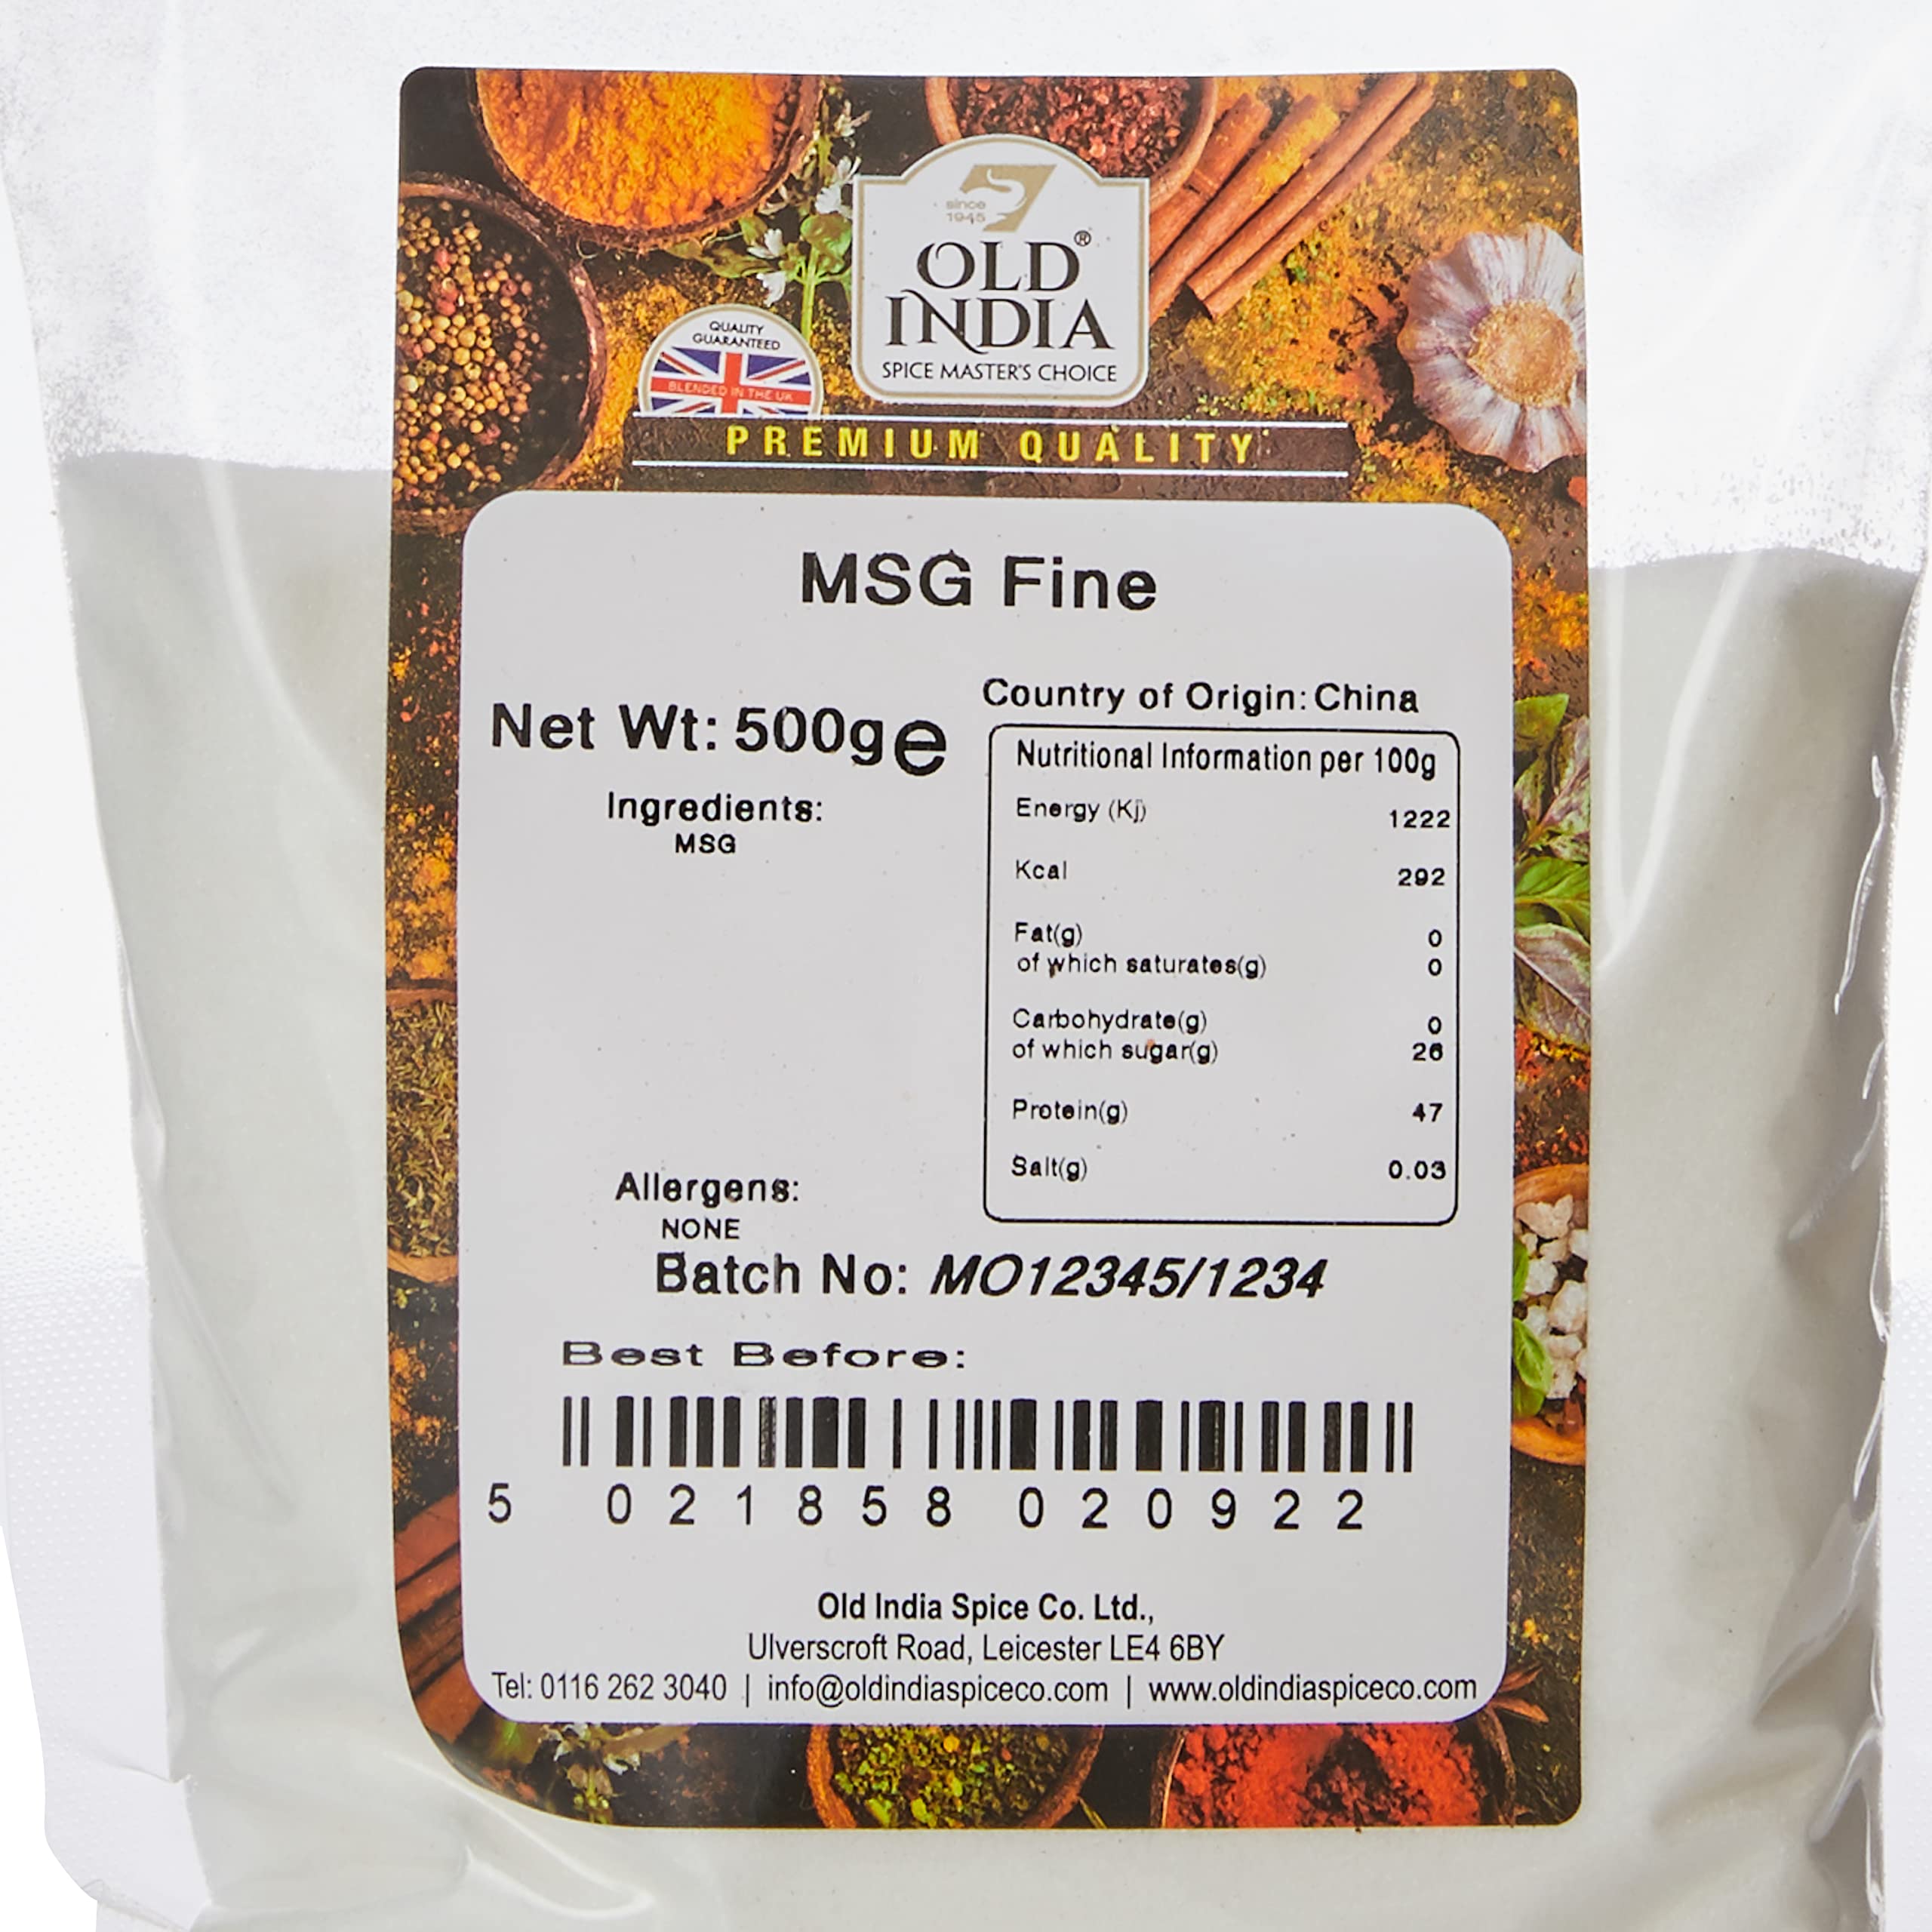 since
1945
OLD®
INDIA
SPICE MASTER'S CHOICE
QUALITY
GUARANTEED
BLENDED IN THE UK
PREMIUM QUALITY
MSG Fine
Net Wt: 500g e
Ingredients:
MSG
Country of Origin: China
Nutritional Information per 100g
Energy (Kj) 1222
Kcal 292
Fat(g) 0
of which saturates(g) 0
Carbohydrate(g) 0
of which sugar(g) 26
Protein(g) 47
Salt(g) 0.03
Allergens:
NONE
Batch No: MO12345/1234
Best Before:
5 021858 020922
Old India Spice Co. Ltd.,
Ulverscroft Road, Leicester LE4 6BY
Tel: 0116 262 3040 | info@oldindiaspiceco.com | www.oldindiaspiceco.com